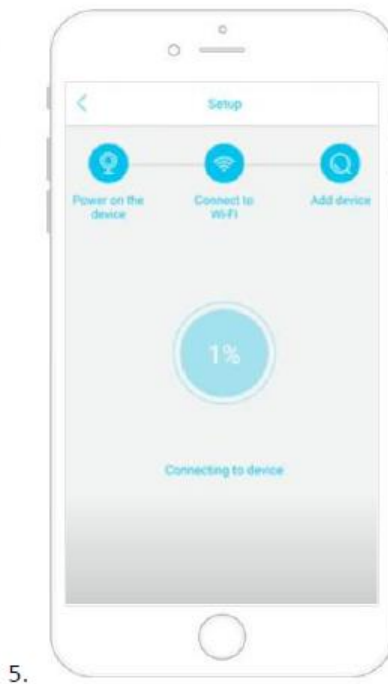 Setup
Power on the
device
Connect to
Wi-Fi
Add device
1%
Connecting to device
5.